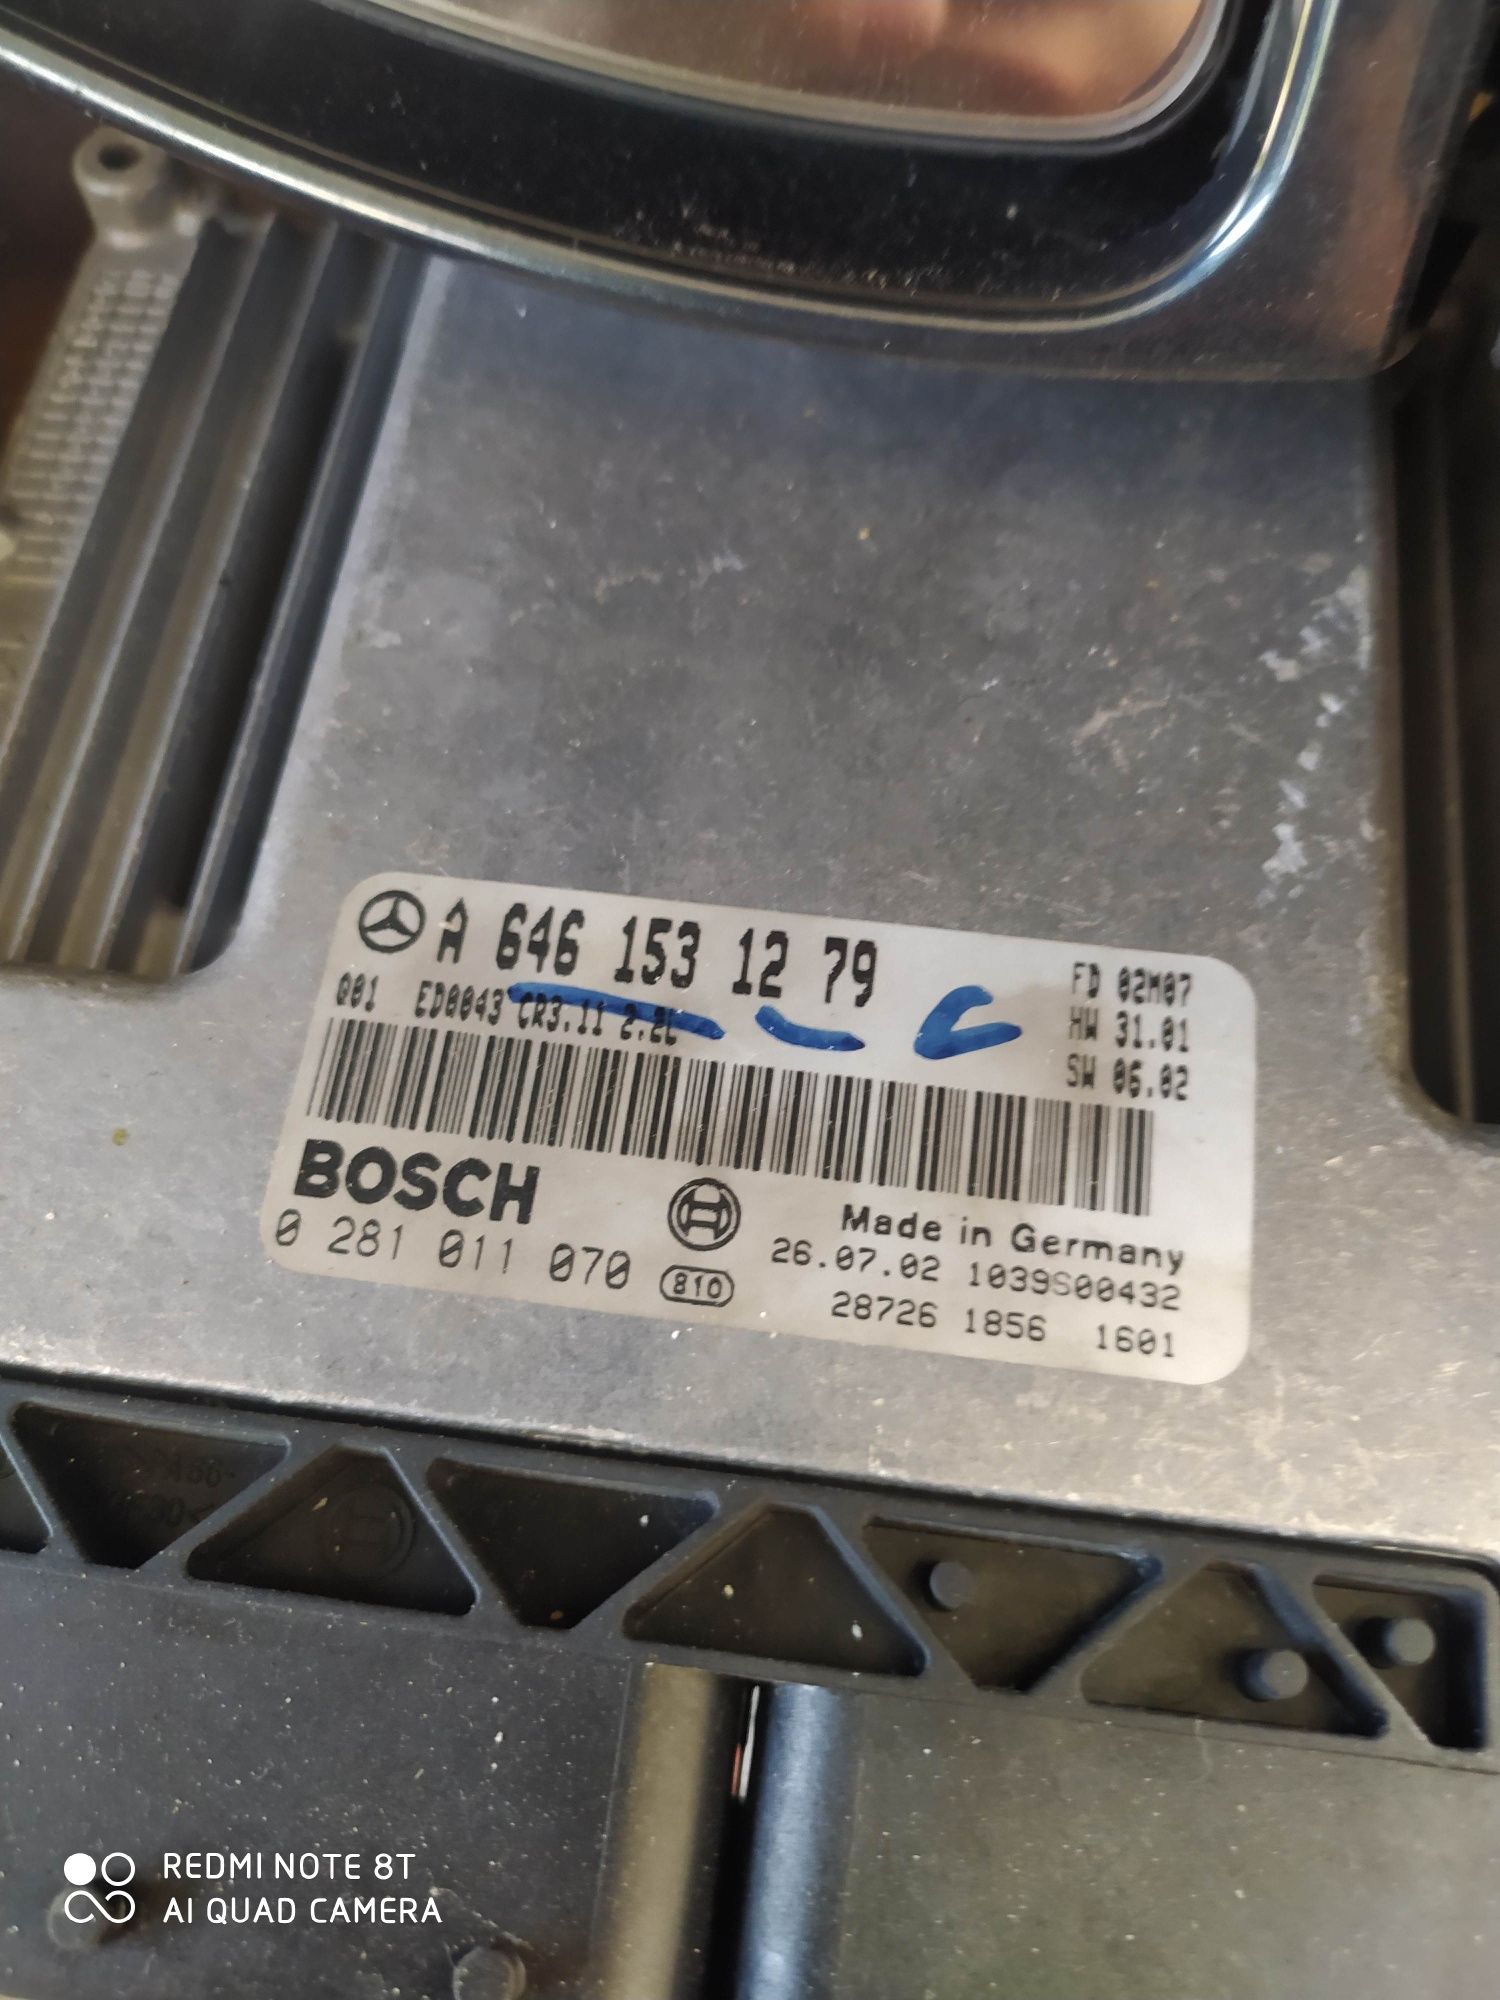 A 646 153 12 79
FD 02M07
Q01 ED0043 CR3.11 2.2L
HW 31.01
SW 06.02
C
BOSCH
Made in Germany
0 281 011 070
810
26.07.02 1039S00432
28726 1856 1601
REDMI NOTE 8T
AI QUAD CAMERA